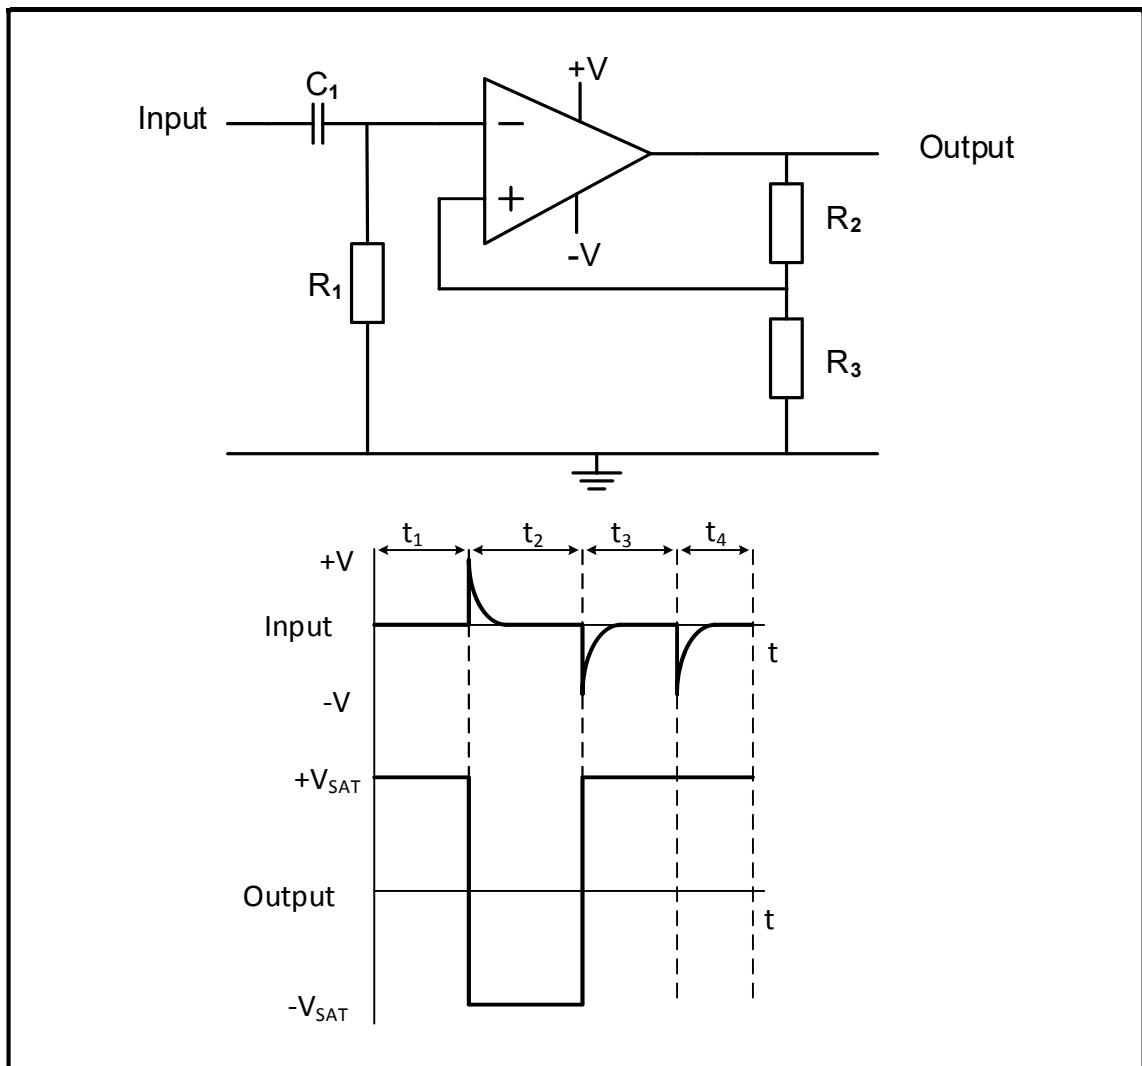 C₁
+V
Input
Output
−
+
-V
R₁
R₂
R₃
t₁ t₂ t₃ t₄
+V
Input
t
-V
+V_SAT
Output
t
-V_SAT